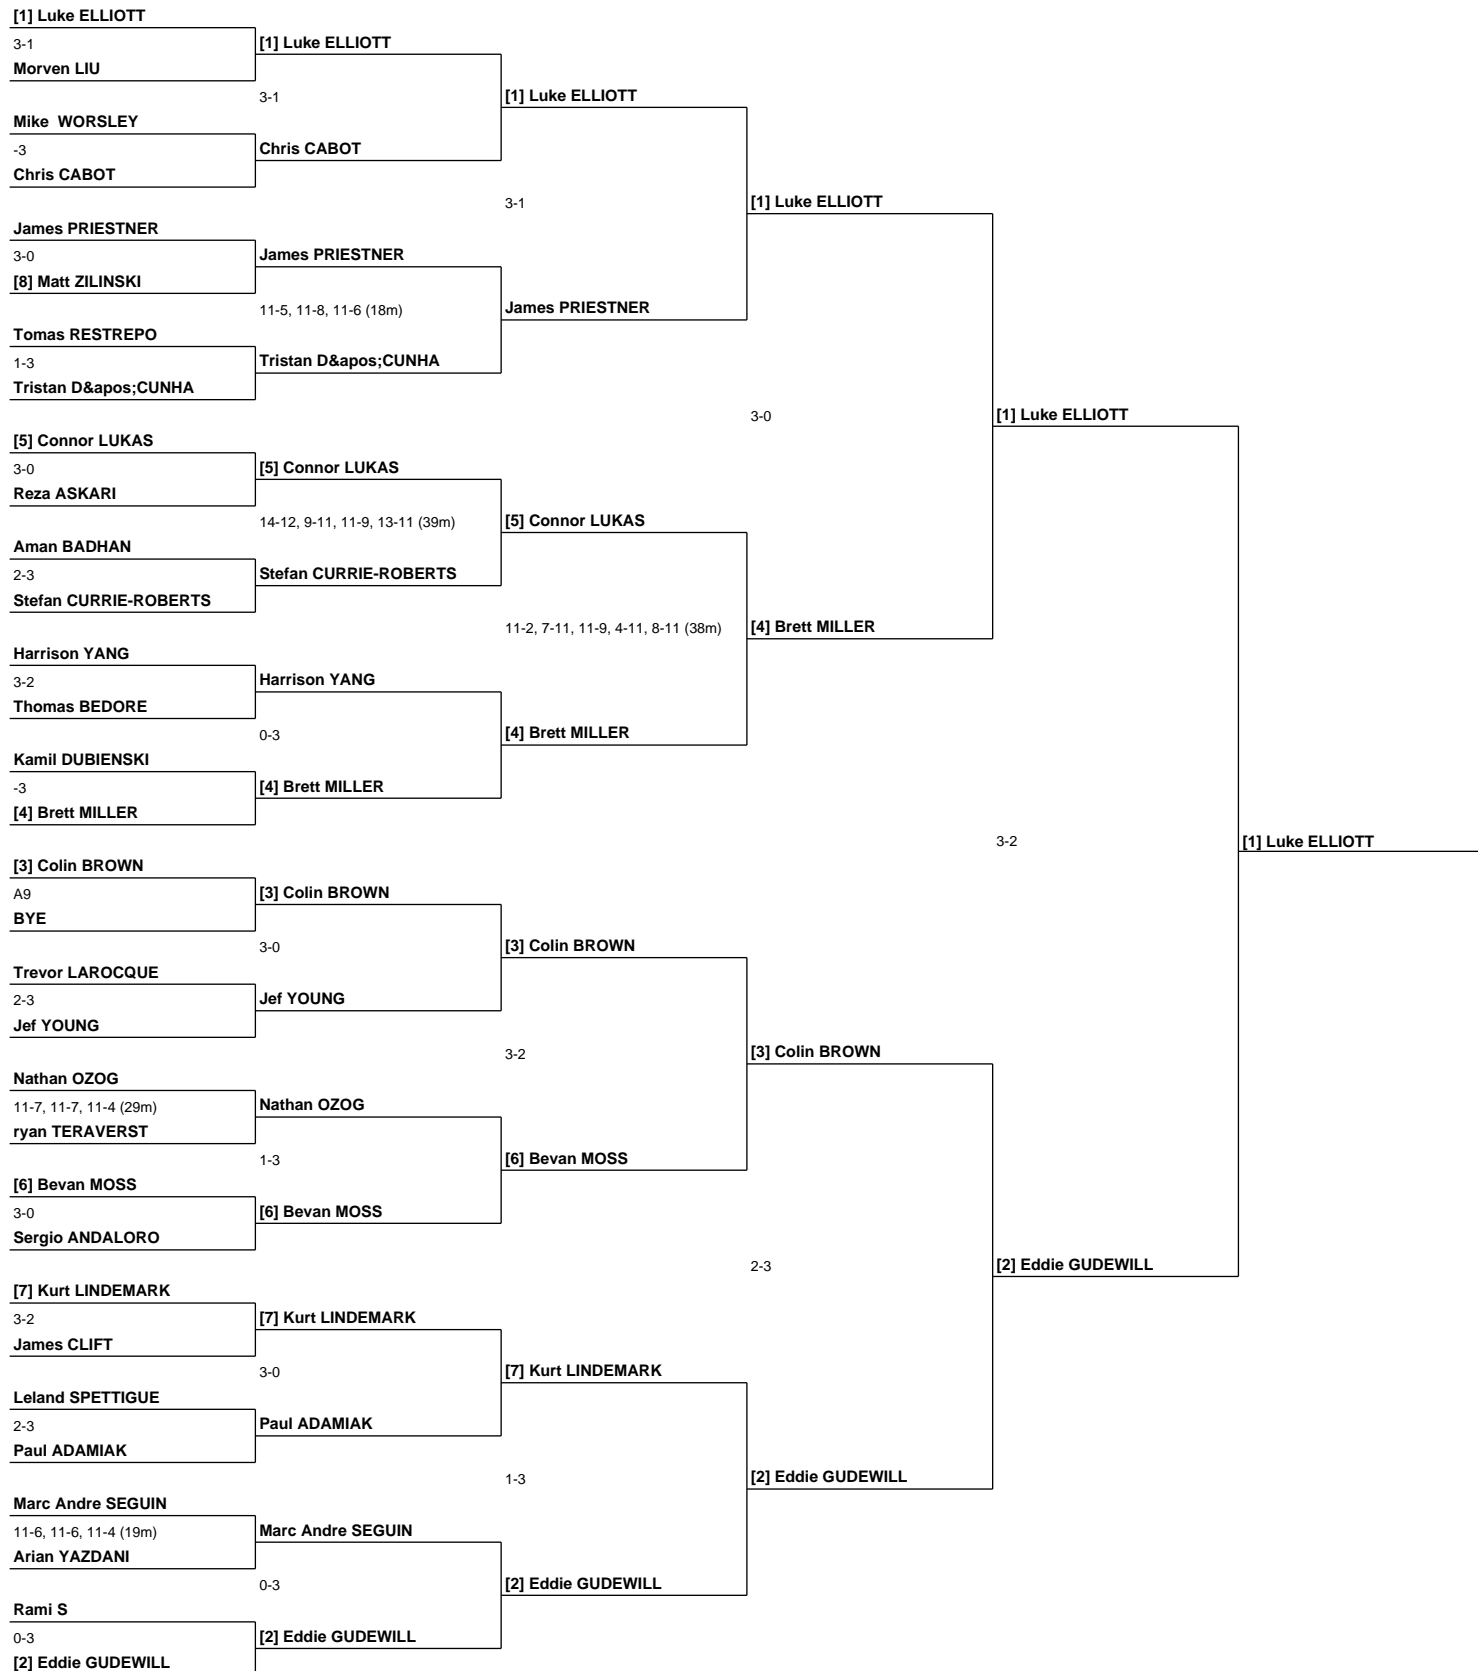 [1] Luke ELLIOTT
3-1
Morven LIU
Mike  WORSLEY
-3
Chris CABOT
James PRIESTNER
3-0
[8] Matt ZILINSKI
Tomas RESTREPO
1-3
Tristan D&apos;CUNHA
[5] Connor LUKAS
3-0
Reza ASKARI
Aman BADHAN
2-3
Stefan CURRIE-ROBERTS
Harrison YANG
3-2
Thomas BEDORE
Kamil DUBIENSKI
-3
[4] Brett MILLER
[3] Colin BROWN
A9
BYE
Trevor LAROCQUE
2-3
Jef YOUNG
Nathan OZOG
11-7, 11-7, 11-4 (29m)
ryan TERAVERST
[6] Bevan MOSS
3-0
Sergio ANDALORO
[7] Kurt LINDEMARK
3-2
James CLIFT
Leland SPETTIGUE
2-3
Paul ADAMIAK
Marc Andre SEGUIN
11-6, 11-6, 11-4 (19m)
Arian YAZDANI
Rami S
0-3
[2] Eddie GUDEWILL
[1] Luke ELLIOTT
3-1
Chris CABOT
James PRIESTNER
11-5, 11-8, 11-6 (18m)
Tristan D&apos;CUNHA
[5] Connor LUKAS
14-12, 9-11, 11-9, 13-11 (39m)
Stefan CURRIE-ROBERTS
Harrison YANG
0-3
[4] Brett MILLER
[3] Colin BROWN
3-0
Jef YOUNG
Nathan OZOG
1-3
[6] Bevan MOSS
[7] Kurt LINDEMARK
3-0
Paul ADAMIAK
Marc Andre SEGUIN
0-3
[2] Eddie GUDEWILL
[1] Luke ELLIOTT
3-1
James PRIESTNER
[5] Connor LUKAS
11-2, 7-11, 11-9, 4-11, 8-11 (38m)
[4] Brett MILLER
[3] Colin BROWN
3-2
[6] Bevan MOSS
[7] Kurt LINDEMARK
1-3
[2] Eddie GUDEWILL
[1] Luke ELLIOTT
3-0
[4] Brett MILLER
[3] Colin BROWN
2-3
[2] Eddie GUDEWILL
[1] Luke ELLIOTT
3-2
[2] Eddie GUDEWILL
[1] Luke ELLIOTT